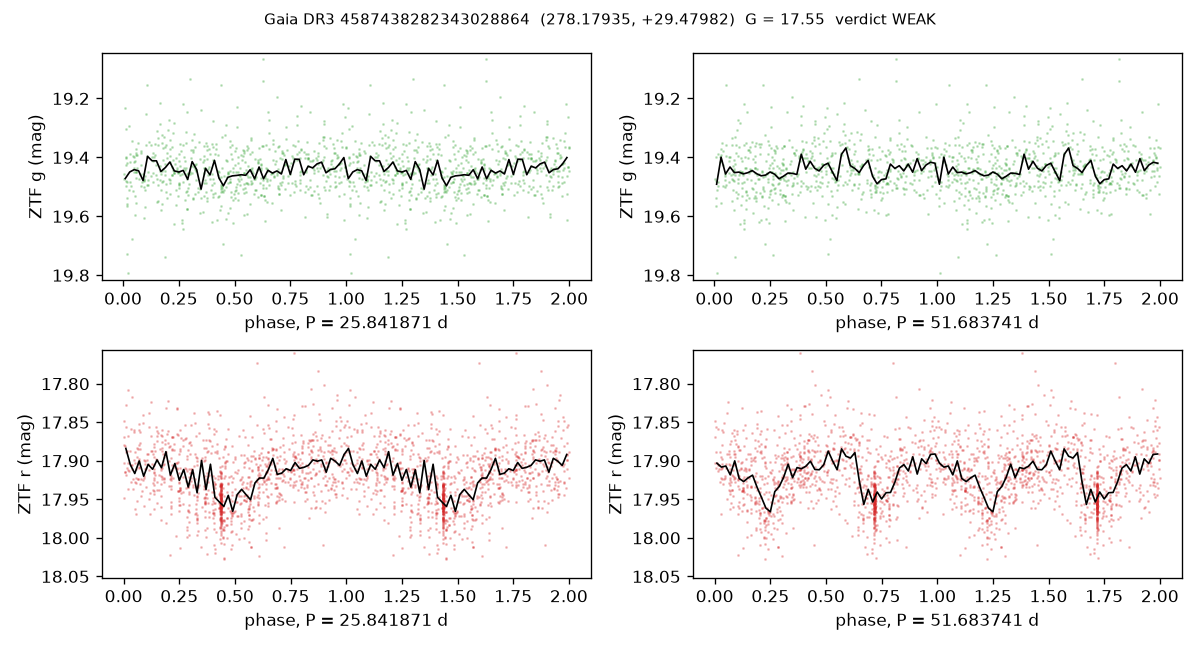 Gaia DR3 4587438282343028864  (278.17935, +29.47982)  G = 17.55  verdict WEAK
ZTF g (mag)
19.2
19.4
19.6
19.8
0.00 0.25 0.50 0.75 1.00 1.25 1.50 1.75 2.00
phase, P = 25.841871 d
ZTF g (mag)
19.2
19.4
19.6
19.8
0.00 0.25 0.50 0.75 1.00 1.25 1.50 1.75 2.00
phase, P = 51.683741 d
ZTF r (mag)
17.80
17.85
17.90
17.95
18.00
18.05
0.00 0.25 0.50 0.75 1.00 1.25 1.50 1.75 2.00
phase, P = 25.841871 d
ZTF r (mag)
17.80
17.85
17.90
17.95
18.00
18.05
0.00 0.25 0.50 0.75 1.00 1.25 1.50 1.75 2.00
phase, P = 51.683741 d